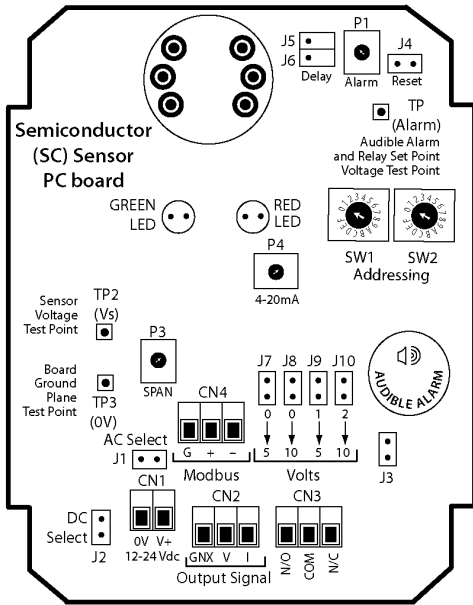 P1
J5
J6
Delay
Alarm
J4
Reset
TP
(Alarm)
Audible Alarm
and Relay Set Point
Voltage Test Point
Semiconductor
(SC) Sensor
PC board
GREEN
LED
RED
LED
0123456789ABCDEF
0123456789ABCDEF
SW1
SW2
Addressing
P4
4-20mA
Sensor
Voltage
Test Point
TP2
(Vs)
P3
SPAN
Board
Ground
Plane
Test Point
TP3
(0V)
J7
J8
J9
J10
0
0
1
2
5
10
5
10
Volts
AUDIBLE ALARM
J3
CN4
G
+
–
Modbus
AC Select
J1
CN1
0V
V+
12-24 Vdc
DC
Select
J2
CN2
GNX
V
I
Output Signal
CN3
N/O
COM
N/C